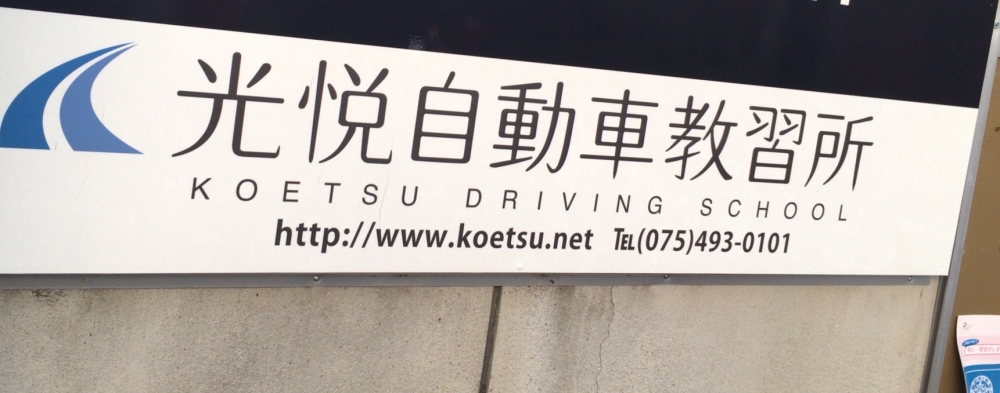 光悦自動車教習所
KOETSU DRIVING SCHOOL
http://www.koetsu.net TEL(075)493-0101